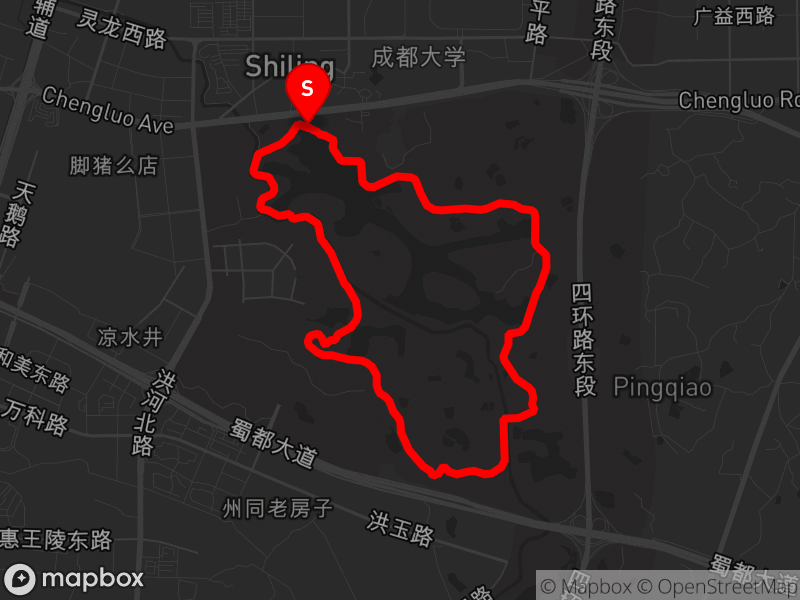 辅道
灵龙西路
平路
路东段
广益西路
Shiling
成都大学
S
Chengluo Ave
Chengluo Ro
脚猪么店
天鹅路
四环路东段
凉水井
和美东路
洪河北路
Pingqiao
万科路
蜀都大道
州同老房子
洪玉路
惠王陵东路
蜀都大道
路
四
mapbox
© Mapbox © OpenStreetMap